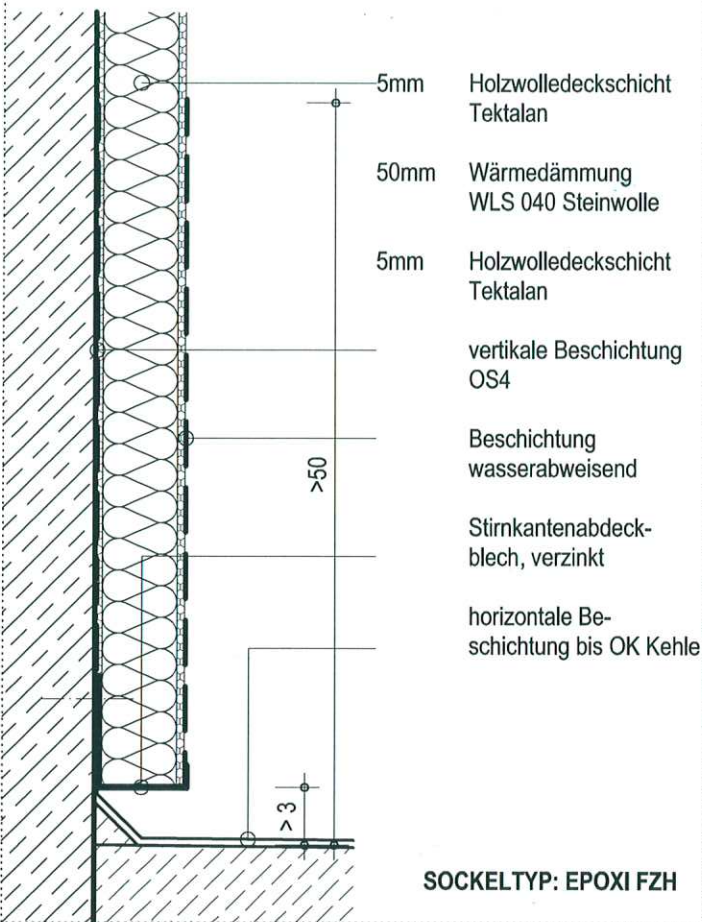 5mm Holzwolledeckschicht
Tektalan
50mm Wärmedämmung
WLS 040 Steinwolle
5mm Holzwolledeckschicht
Tektalan
vertikale Beschichtung
OS4
Beschichtung
wasserabweisend
>50
Stirnkantenabdeck-
blech, verzinkt
horizontale Be-
schichtung bis OK Kehle
> 3
SOCKELTYP: EPOXI FZH